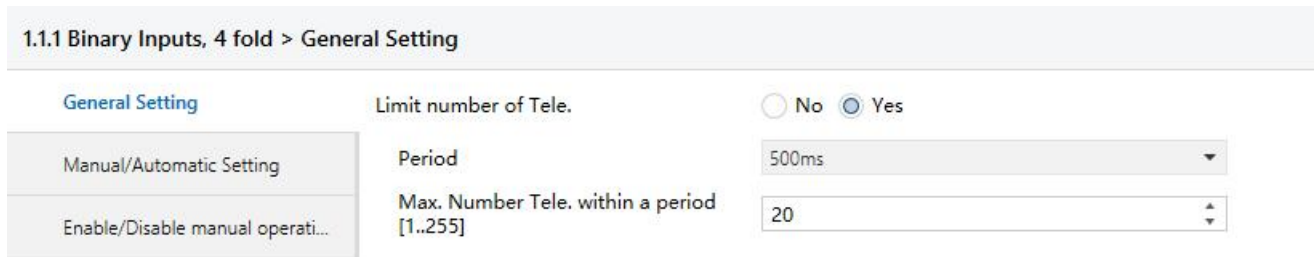 1.1.1 Binary Inputs, 4 fold > General Setting
General Setting
Limit number of Tele.
No
Yes
Manual/Automatic Setting
Period
500ms
Enable/Disable manual operati...
Max. Number Tele. within a period
[1..255]
20